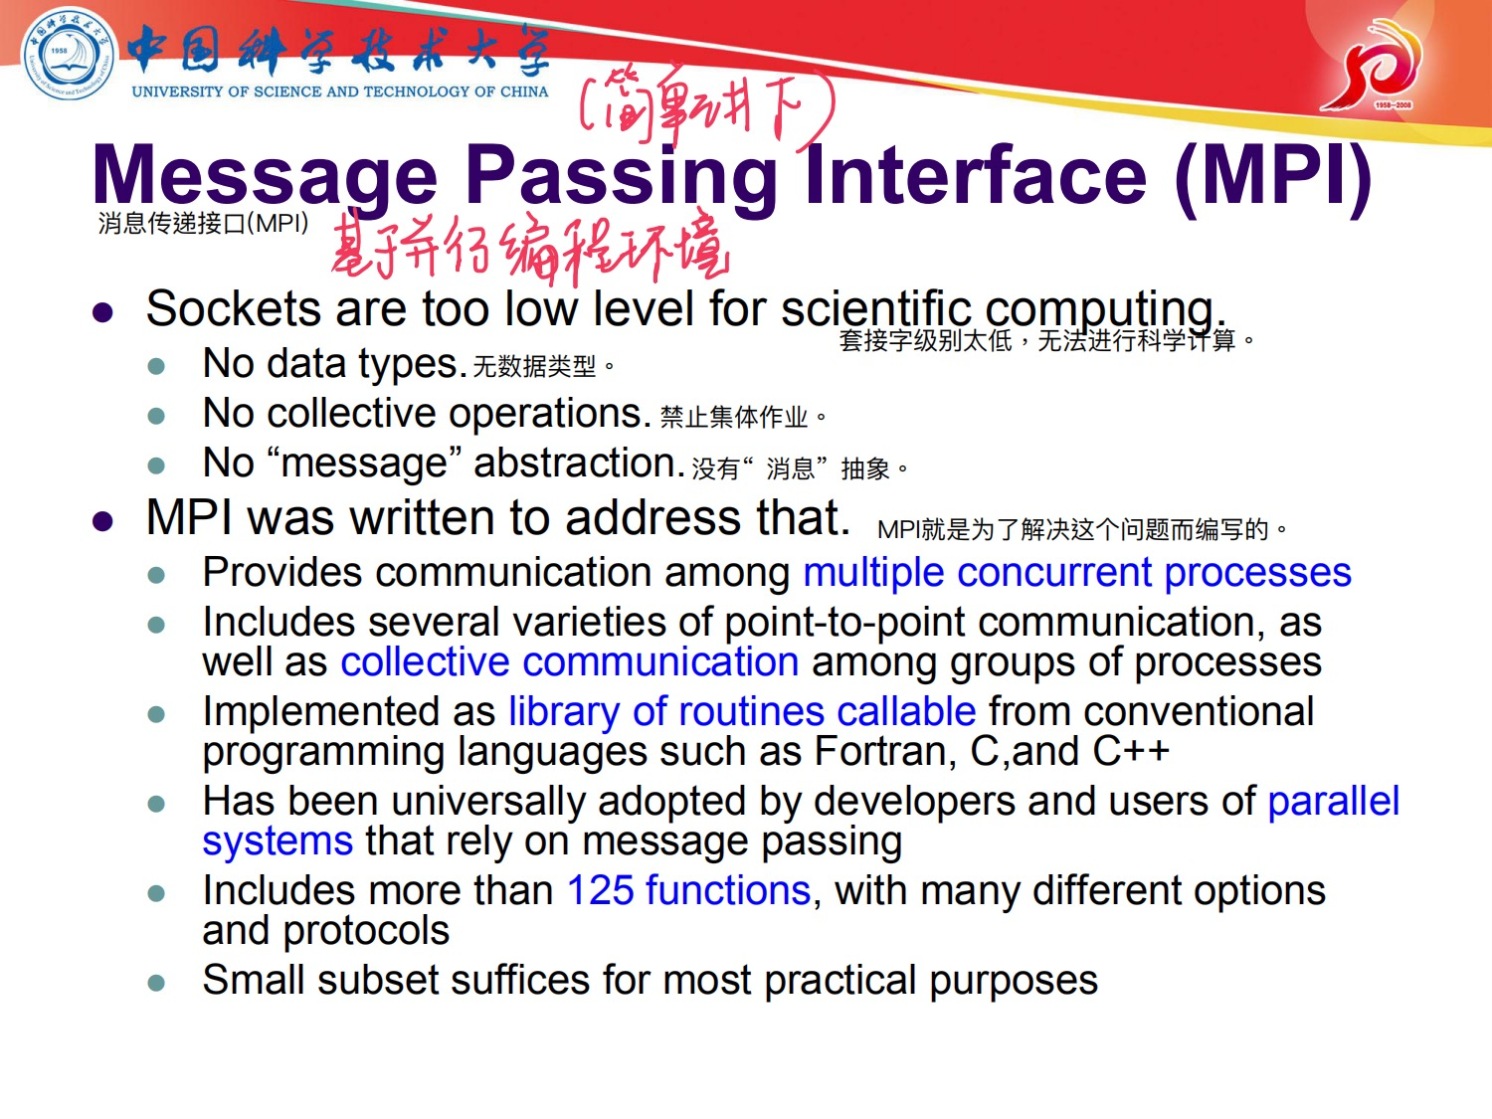 中国科学技术大学
UNIVERSITY OF SCIENCE AND TECHNOLOGY OF CHINA
1958
1958-2008
(简单讲下)
Message Passing Interface (MPI)
消息传递接口(MPI)
基于并行编程环境
Sockets are too low level for scientific computing.
套接字级别太低，无法进行科学计算。
No data types. 无数据类型。
No collective operations. 禁止集体作业。
No “message” abstraction. 没有“消息”抽象。
MPI was written to address that. MPI就是为了解决这个问题而编写的。
Provides communication among multiple concurrent processes
Includes several varieties of point-to-point communication, as
well as collective communication among groups of processes
Implemented as library of routines callable from conventional
programming languages such as Fortran, C,and C++
Has been universally adopted by developers and users of parallel
systems that rely on message passing
Includes more than 125 functions, with many different options
and protocols
Small subset suffices for most practical purposes